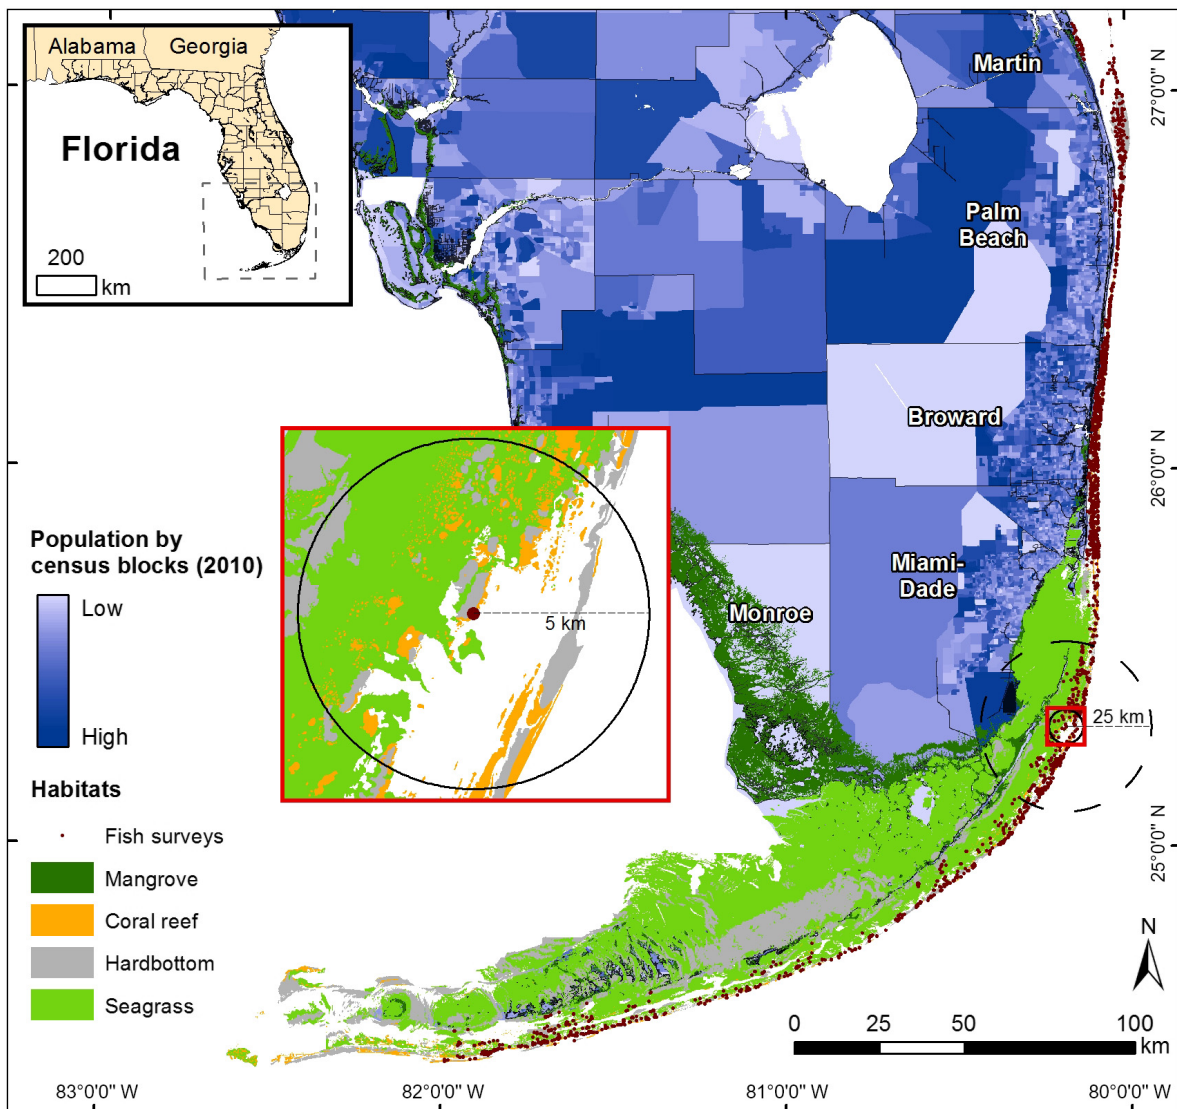 Alabama Georgia
Florida
200
km
Martin
Palm
Beach
Broward
Miami-
Dade
Monroe
27°0'0" N
26°0'0" N
25°0'0" N
5 km
25 km
Population by
census blocks (2010)
Low
High
Habitats
Fish surveys
Mangrove
Coral reef
Hardbottom
Seagrass
N
0 25 50 100
km
83°0'0" W 82°0'0" W 81°0'0" W 80°0'0" W